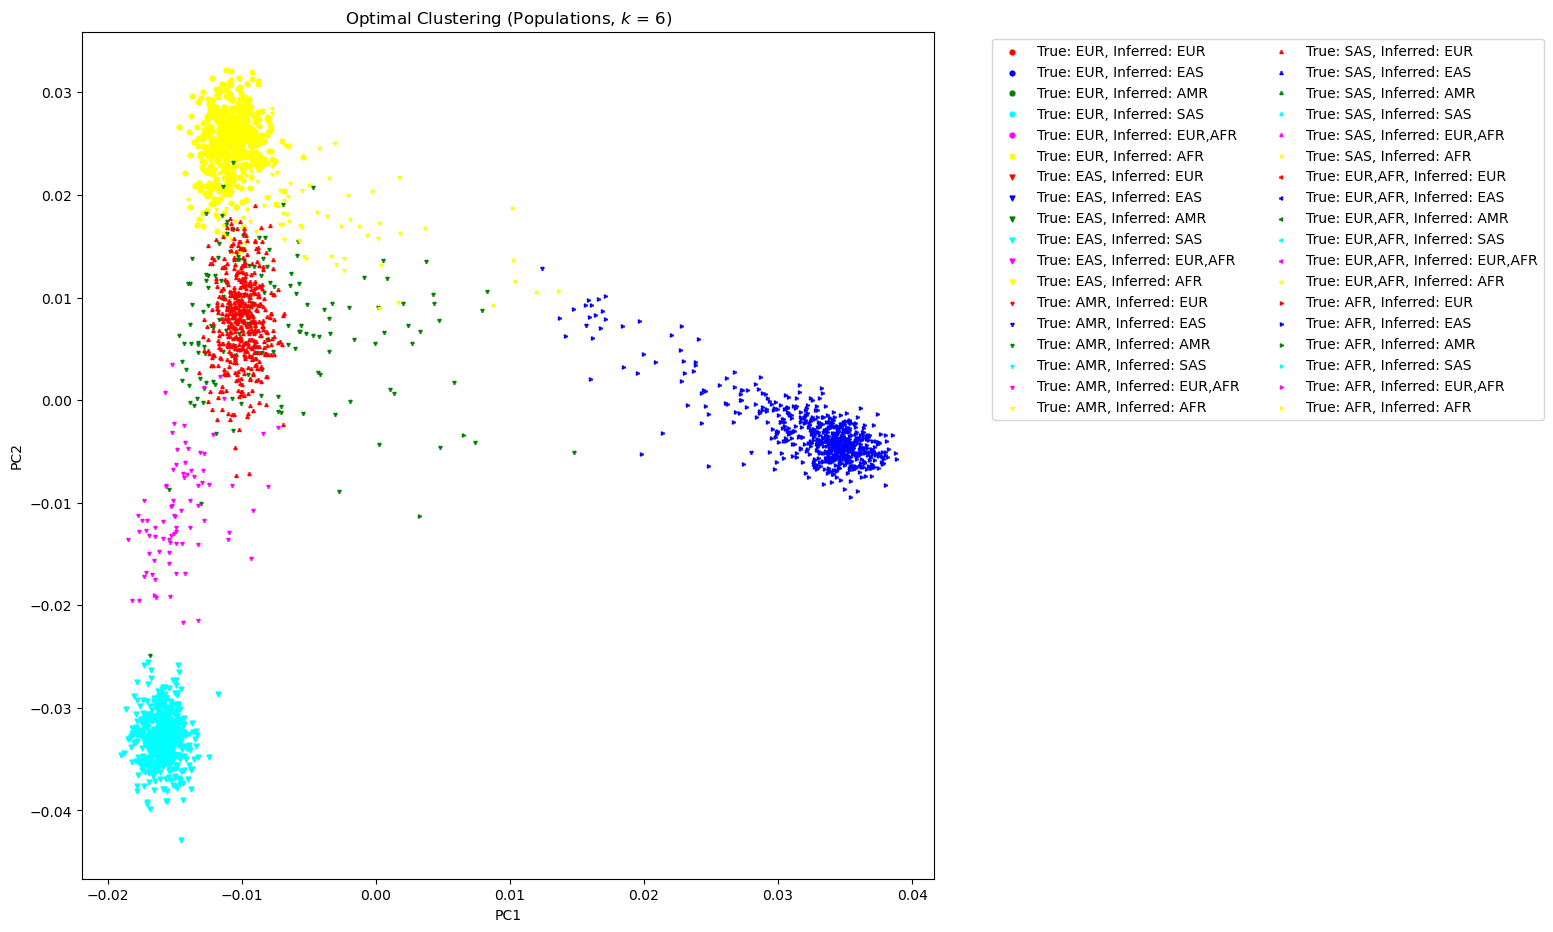 Optimal Clustering (Populations, k = 6)
0.03
0.02
0.01
0.00
−0.01
−0.02
−0.03
−0.04
PC2
−0.02
−0.01
0.00
0.01
0.02
0.03
0.04
PC1
True: EUR, Inferred: EUR
True: EUR, Inferred: EAS
True: EUR, Inferred: AMR
True: EUR, Inferred: SAS
True: EUR, Inferred: EUR,AFR
True: EUR, Inferred: AFR
True: EAS, Inferred: EUR
True: EAS, Inferred: EAS
True: EAS, Inferred: AMR
True: EAS, Inferred: SAS
True: EAS, Inferred: EUR,AFR
True: EAS, Inferred: AFR
True: AMR, Inferred: EUR
True: AMR, Inferred: EAS
True: AMR, Inferred: AMR
True: AMR, Inferred: SAS
True: AMR, Inferred: EUR,AFR
True: AMR, Inferred: AFR
True: SAS, Inferred: EUR
True: SAS, Inferred: EAS
True: SAS, Inferred: AMR
True: SAS, Inferred: SAS
True: SAS, Inferred: EUR,AFR
True: SAS, Inferred: AFR
True: EUR,AFR, Inferred: EUR
True: EUR,AFR, Inferred: EAS
True: EUR,AFR, Inferred: AMR
True: EUR,AFR, Inferred: SAS
True: EUR,AFR, Inferred: EUR,AFR
True: EUR,AFR, Inferred: AFR
True: AFR, Inferred: EUR
True: AFR, Inferred: EAS
True: AFR, Inferred: AMR
True: AFR, Inferred: SAS
True: AFR, Inferred: EUR,AFR
True: AFR, Inferred: AFR